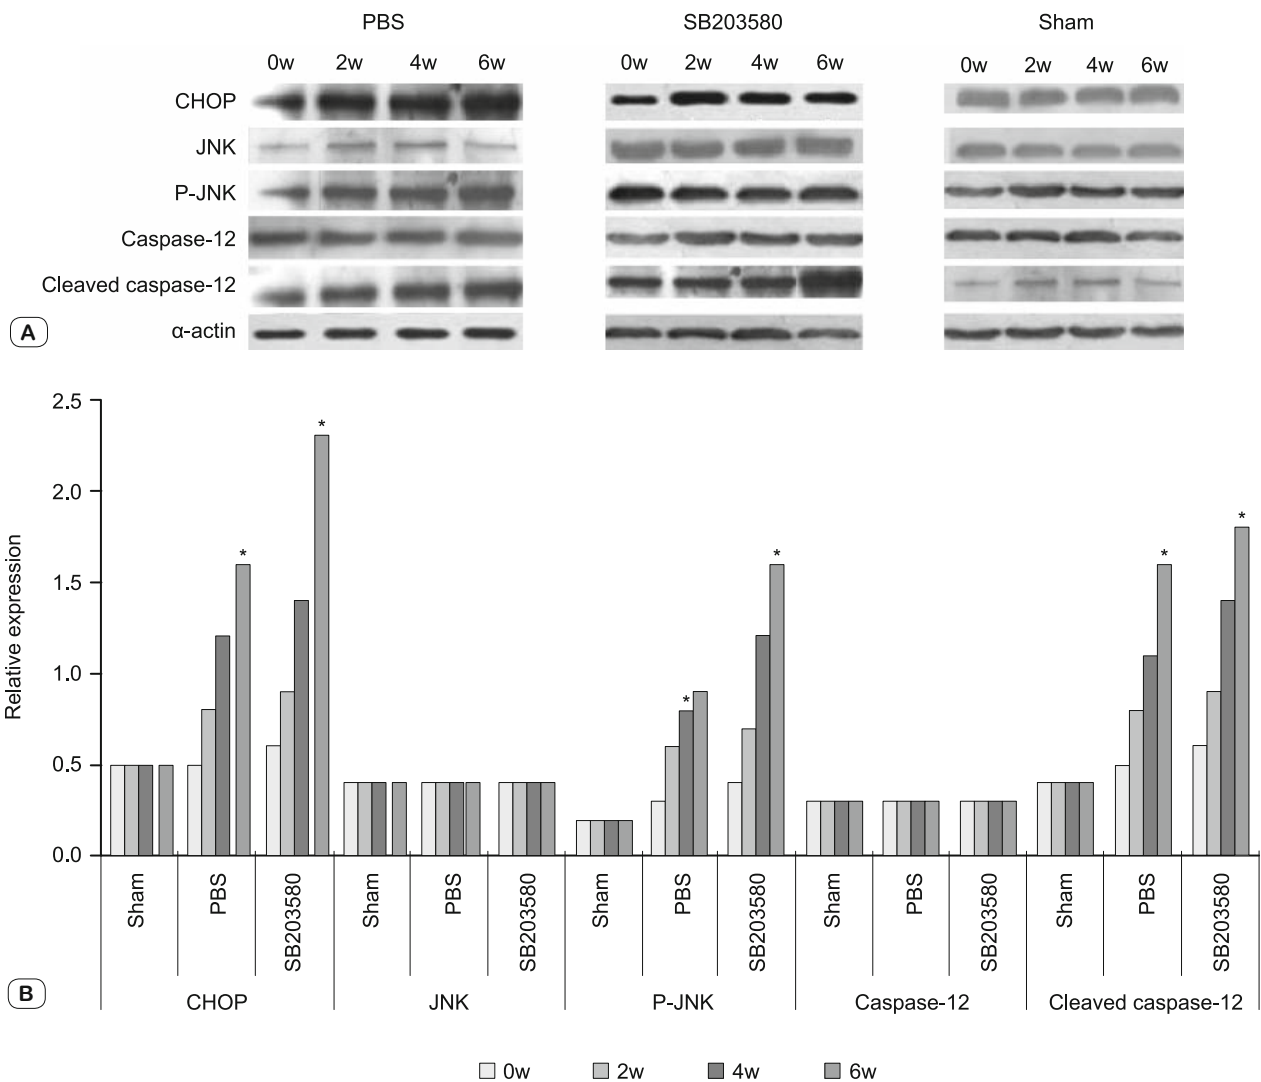 PBS SB203580 Sham
0w 2w 4w 6w 0w 2w 4w 6w 0w 2w 4w 6w
CHOP
JNK
P-JNK
Caspase-12
Cleaved caspase-12
α-actin
A
Relative expression
2.5
2.0
1.5
1.0
0.5
0.0
* * * * * *
Sham PBS SB203580 Sham PBS SB203580 Sham PBS SB203580 Sham PBS SB203580 Sham PBS SB203580
CHOP JNK P-JNK Caspase-12 Cleaved caspase-12
B
0w 2w 4w 6w